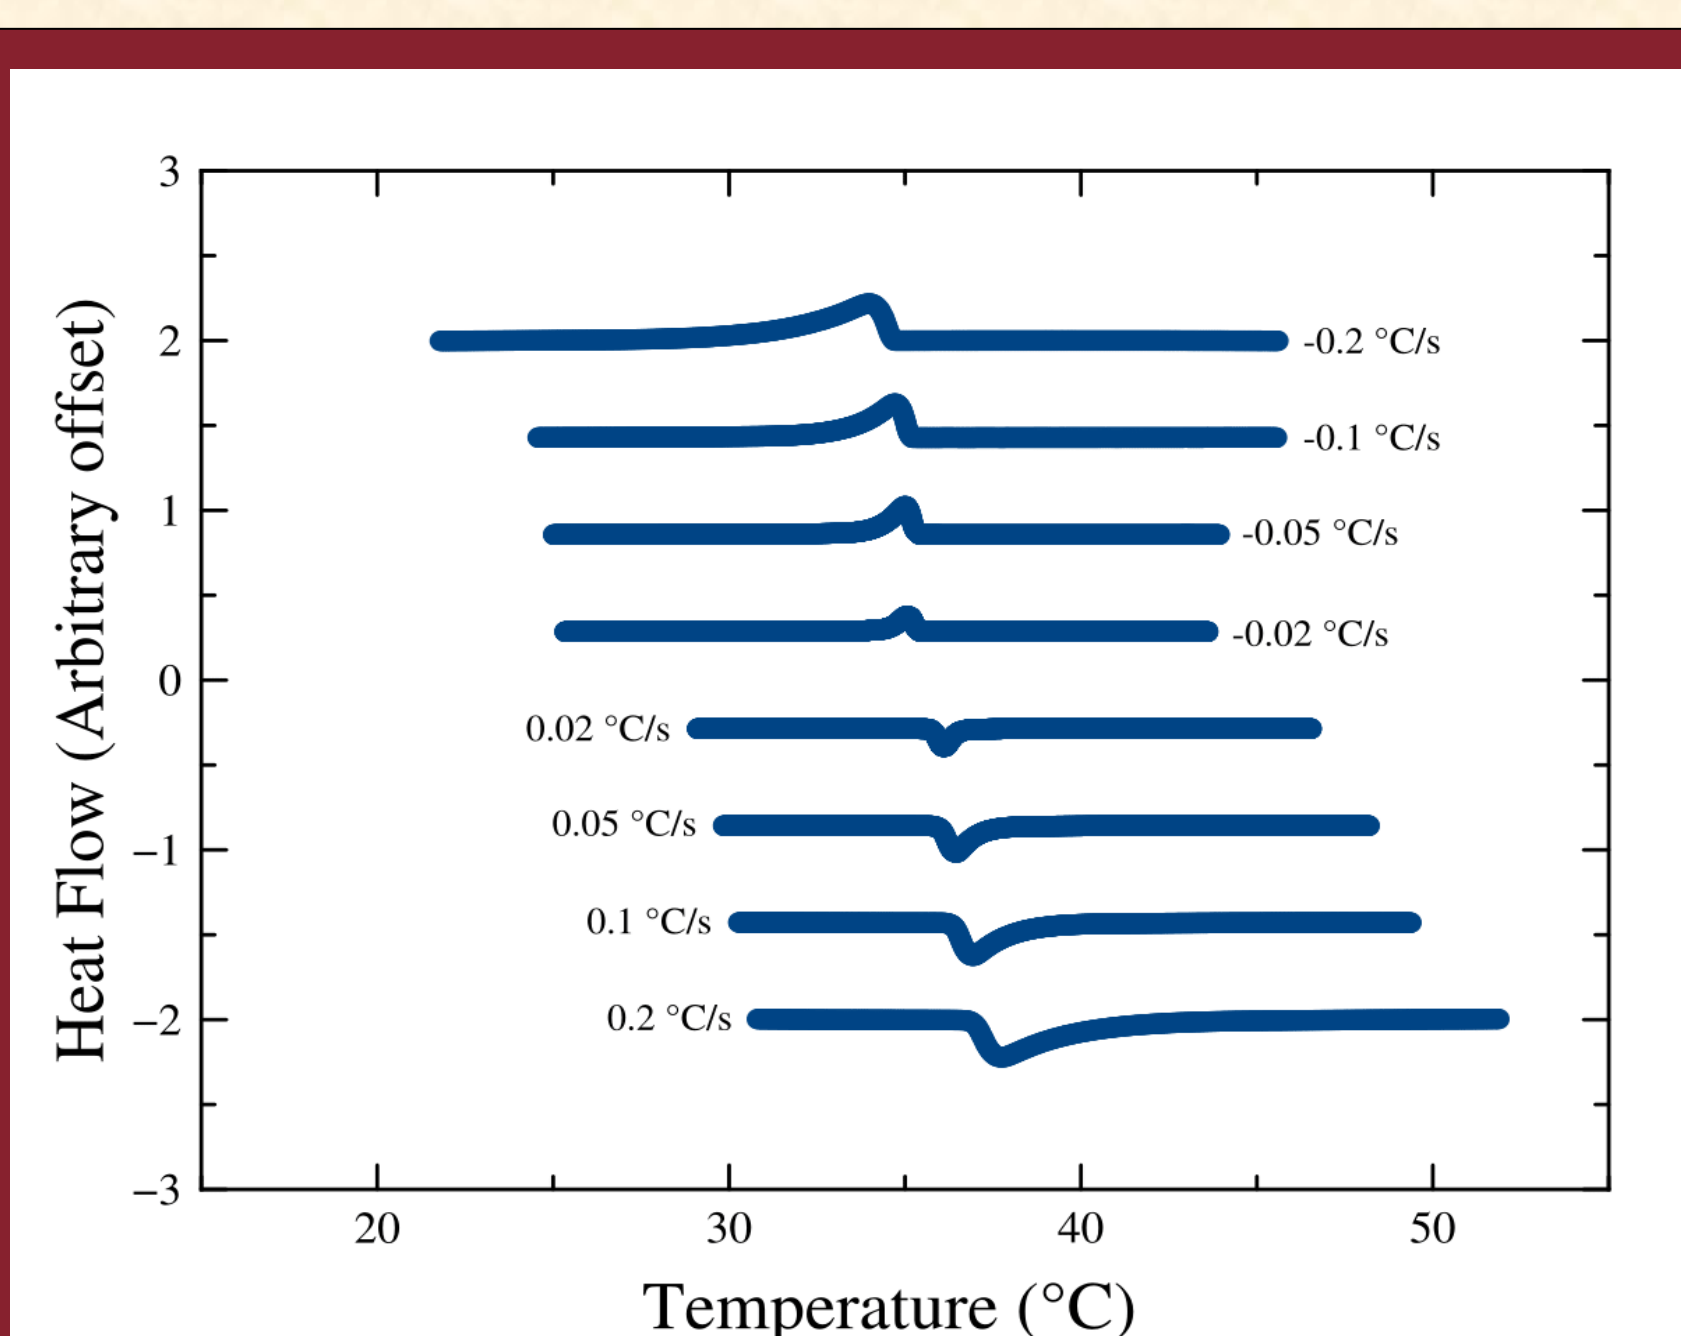 3
2
1
0
−1
−2
−3
Heat Flow (Arbitrary offset)
-0.2 °C/s
-0.1 °C/s
-0.05 °C/s
-0.02 °C/s
0.02 °C/s
0.05 °C/s
0.1 °C/s
0.2 °C/s
20 30 40 50
Temperature (°C)